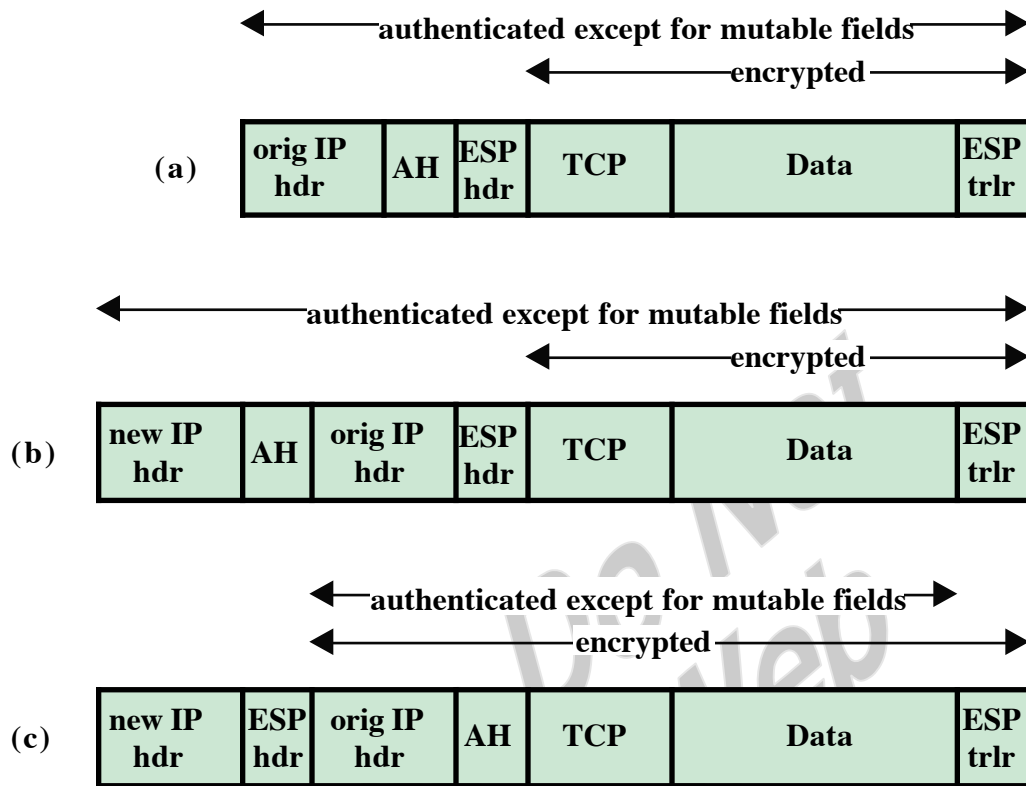 authenticated except for mutable fields
encrypted
(a)
orig IP hdr
AH
ESP hdr
TCP
Data
ESP trlr
authenticated except for mutable fields
encrypted
(b)
new IP hdr
AH
orig IP hdr
ESP hdr
TCP
Data
ESP trlr
authenticated except for mutable fields
encrypted
(c)
new IP hdr
ESP hdr
orig IP hdr
AH
TCP
Data
ESP trlr